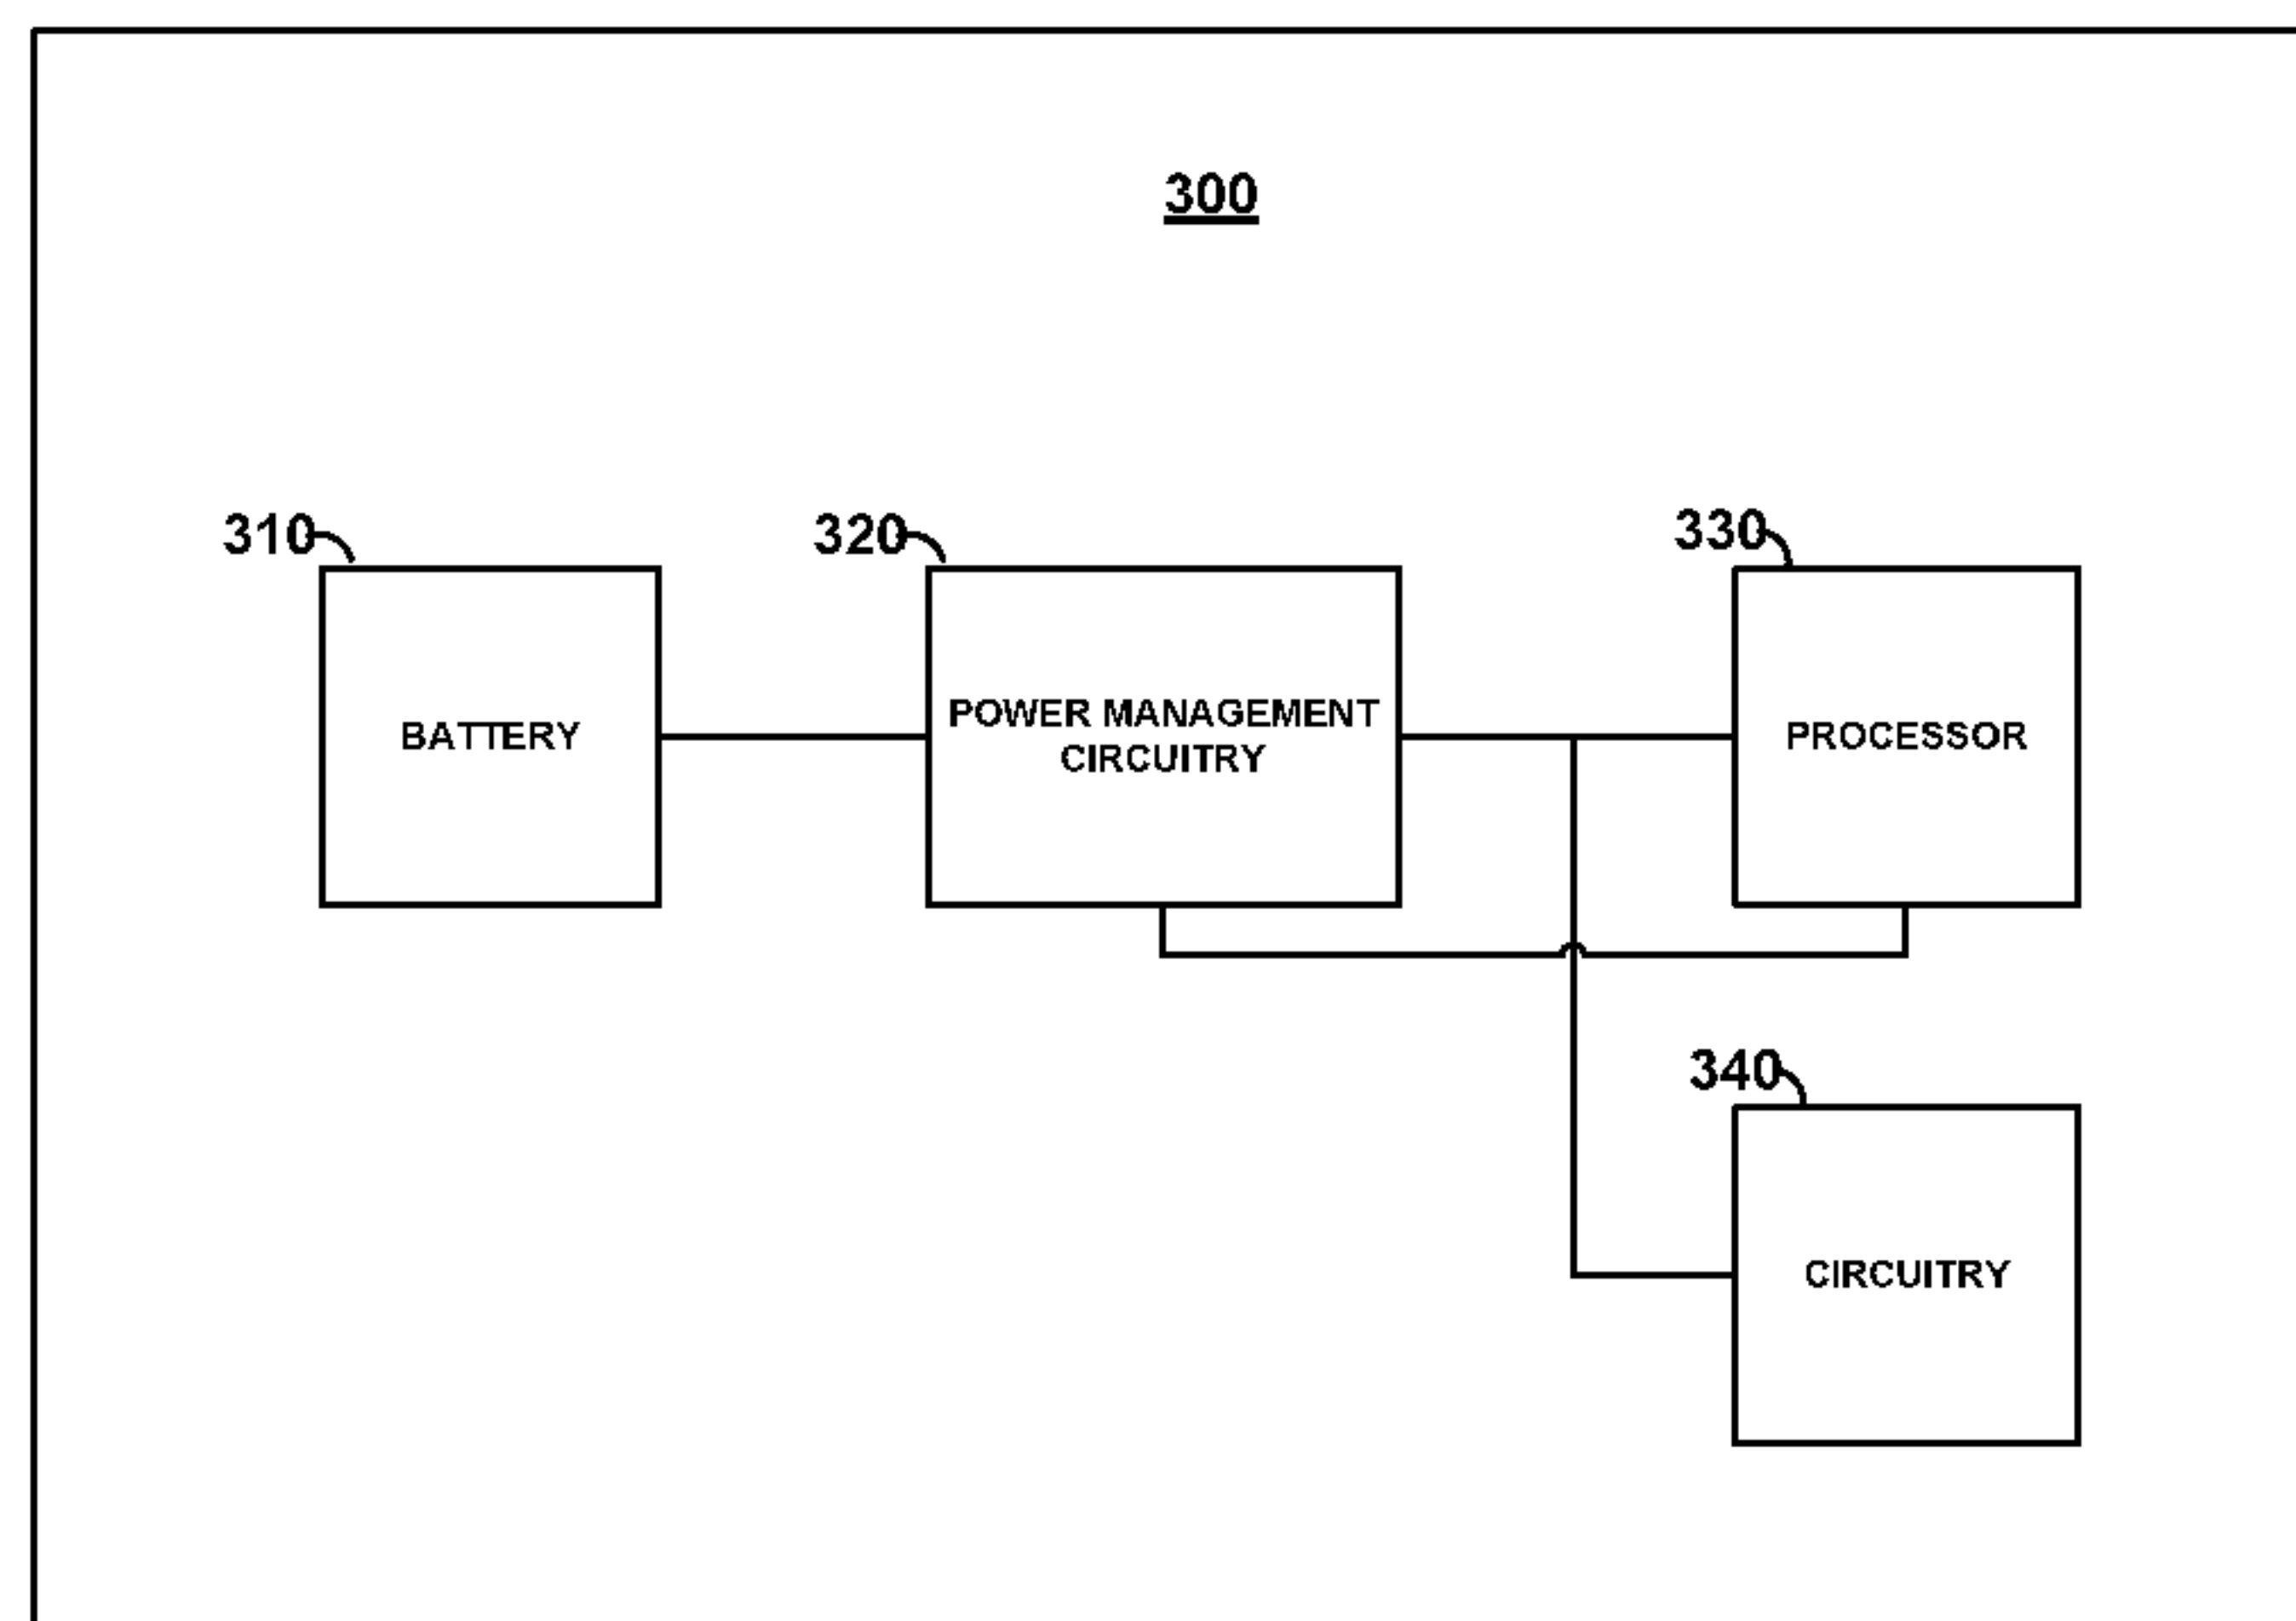 300
310
320
330
BATTERY
POWER MANAGEMENT
CIRCUITRY
PROCESSOR
340
CIRCUITRY